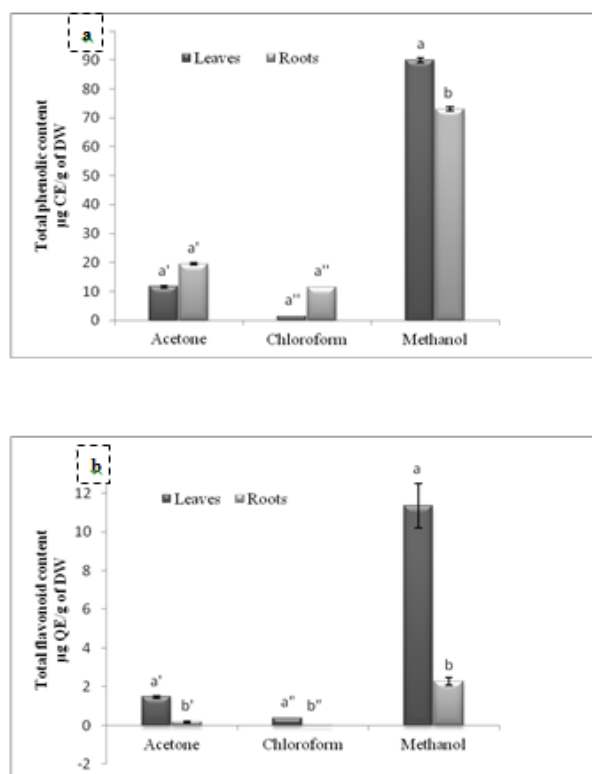 a
Leaves Roots
Total phenolic content
µg CE/g of DW
90
80
70
60
50
40
30
20
10
0
a' a' a'' a'' a b
Acetone Chloroform Methanol
b
Leaves Roots
Total flavonoid content
µg QE/g of DW
12
10
8
6
4
2
0
-2
a' b' a'' b'' a b
Acetone Chloroform Methanol